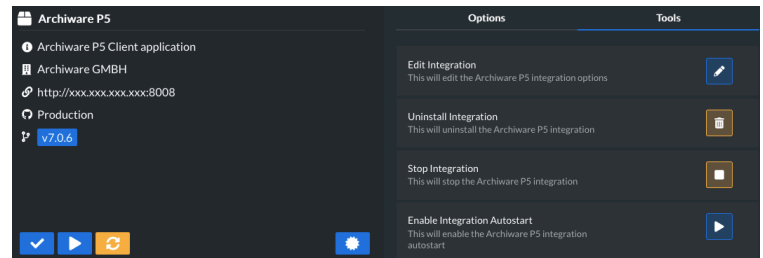 Archiware P5
Archiware P5 Client application
Archiware GMBH
http://xxx.xxx.xxx.xxx:8008
Production
v7.0.6
Options
Tools
Edit Integration
This will edit the Archiware P5 integration options
Uninstall Integration
This will uninstall the Archiware P5 integration
Stop Integration
This will stop the Archiware P5 integration
Enable Integration Autostart
This will enable the Archiware P5 integration
autostart